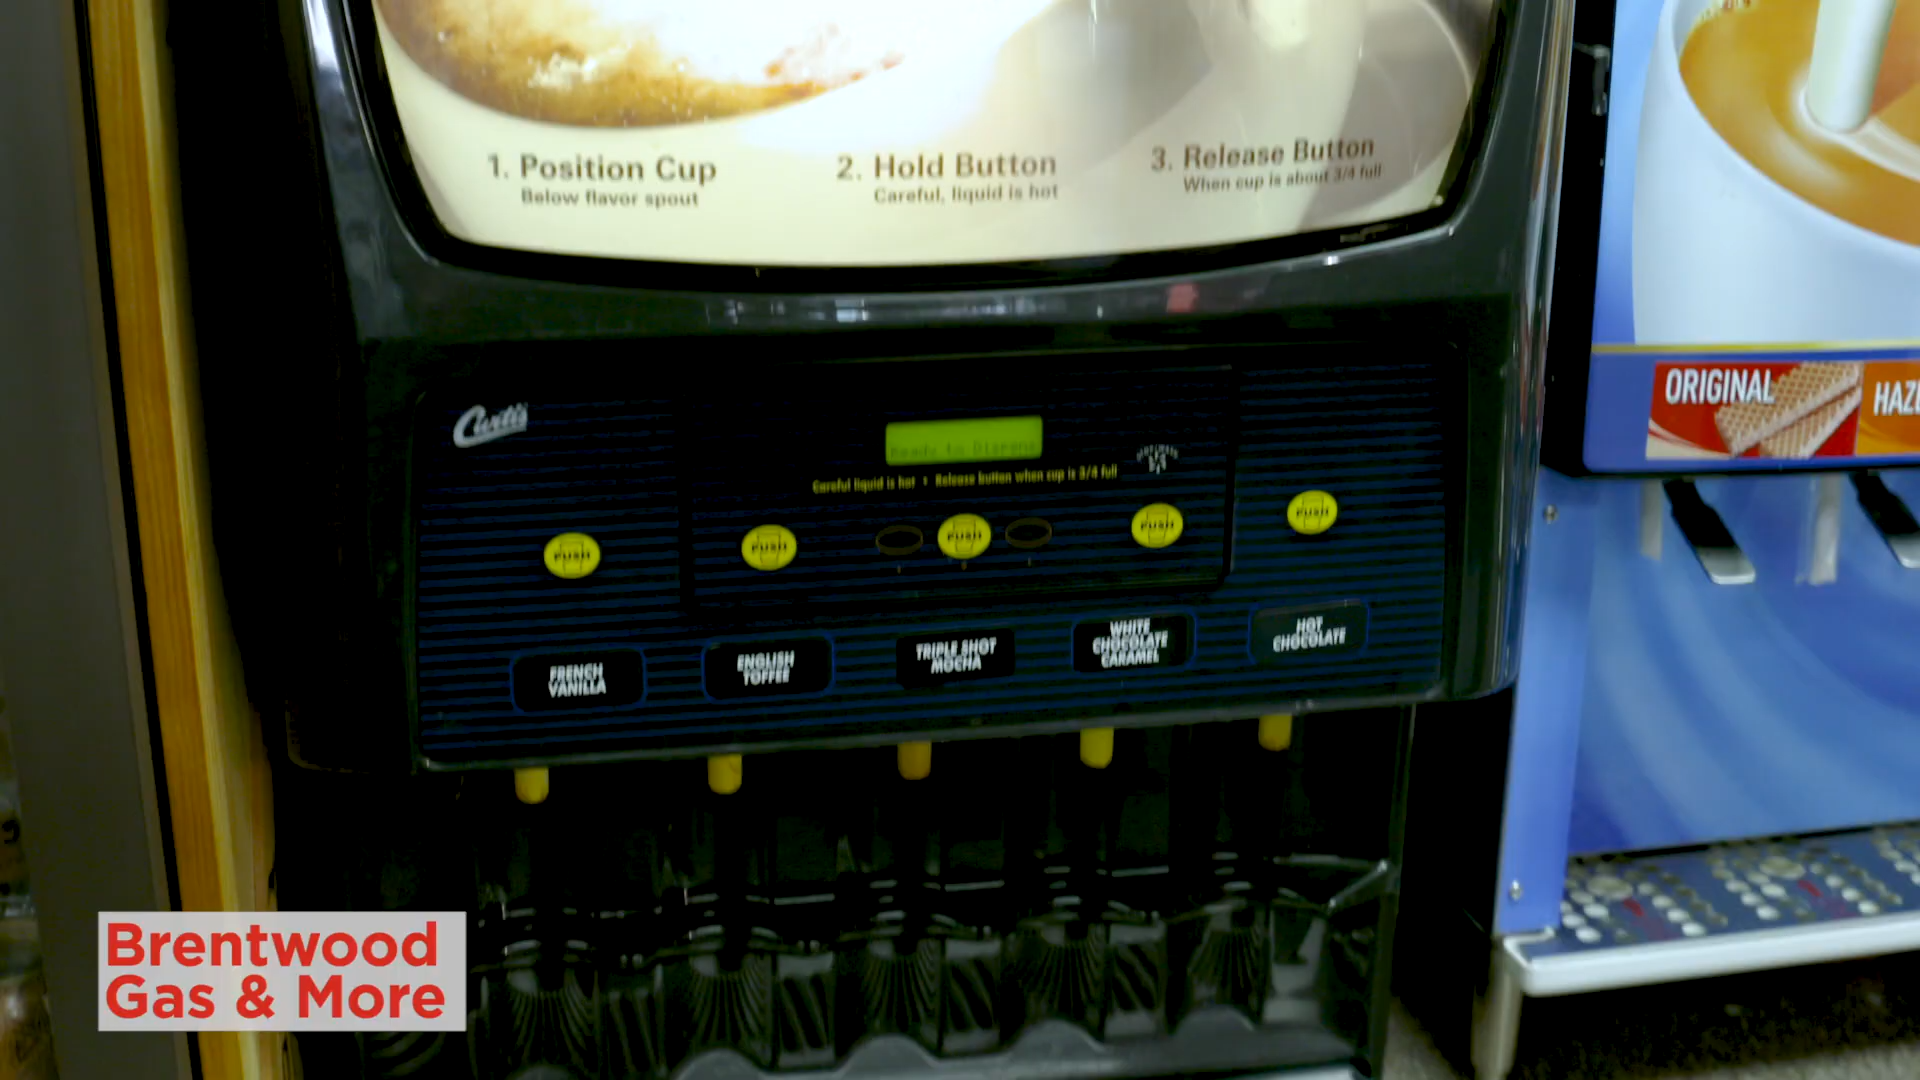 1. Position Cup
Below flavor spout
2. Hold Button
Careful, liquid is hot
3. Release Button
When cup is about 3/4 full
ORIGINAL
Curtis
Ready to Dispense
Careful liquid is hot • Release button when cup is 3/4 full
PUSH
PUSH
PUSH
PUSH
PUSH
FRENCH
VANILLA
ENGLISH
TOFFEE
TRIPLE SHOT
MOCHA
WHITE
CHOCOLATE
CARAMEL
HOT
CHOCOLATE
Brentwood
Gas & More